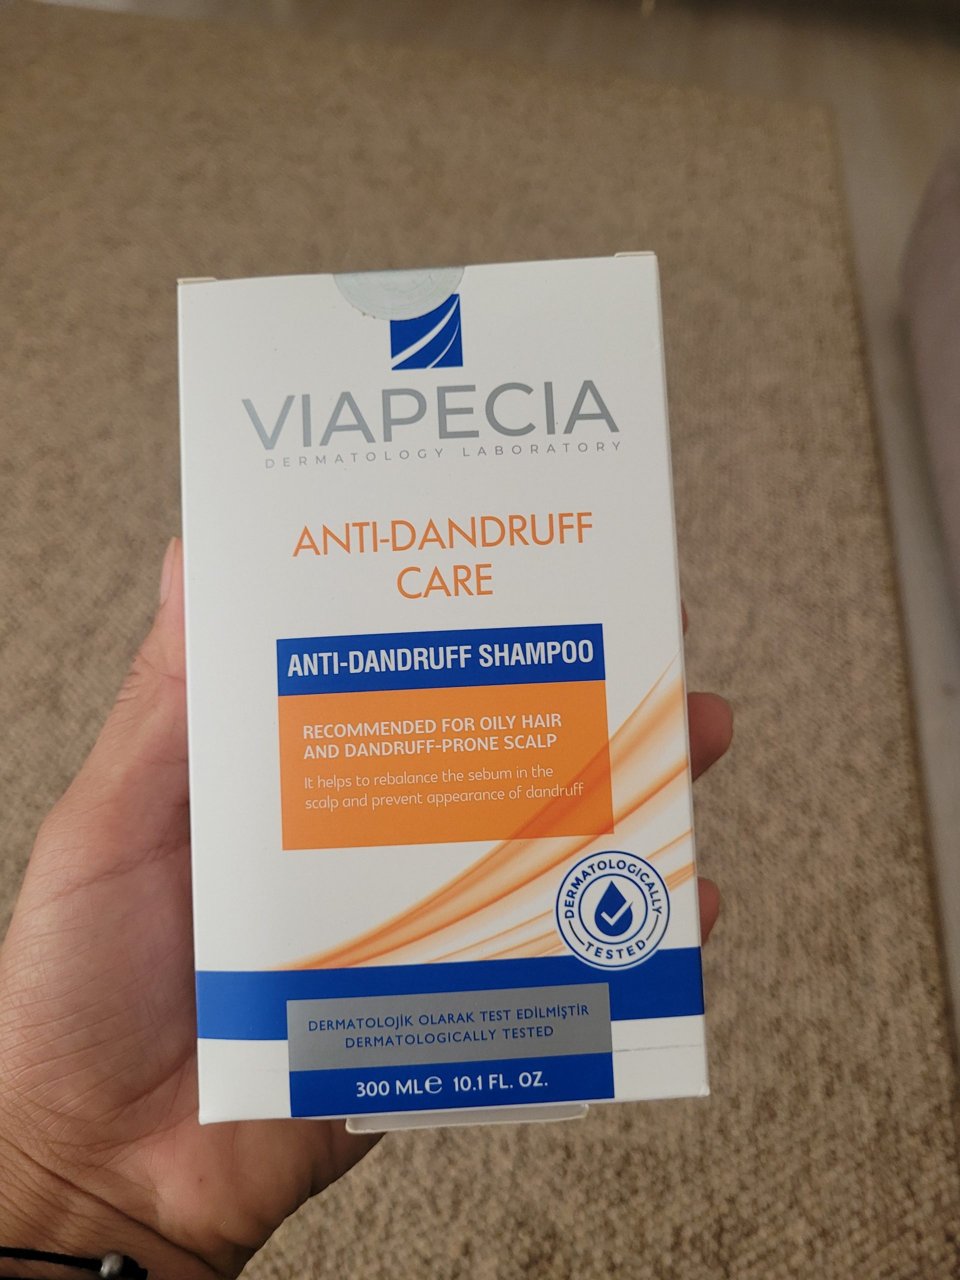 VIAPECIA
DERMATOLOGY LABORATORY
ANTI-DANDRUFF
CARE
ANTI-DANDRUFF SHAMPOO
RECOMMENDED FOR OILY HAIR
AND DANDRUFF-PRONE SCALP
It helps to rebalance the sebum in the
scalp and prevent appearance of dandruff
DERMATOLOGICALLY
TESTED
DERMATOLOJİK OLARAK TEST EDİLMİŞTİR
DERMATOLOGICALLY TESTED
300 ML℮ 10.1 FL. OZ.